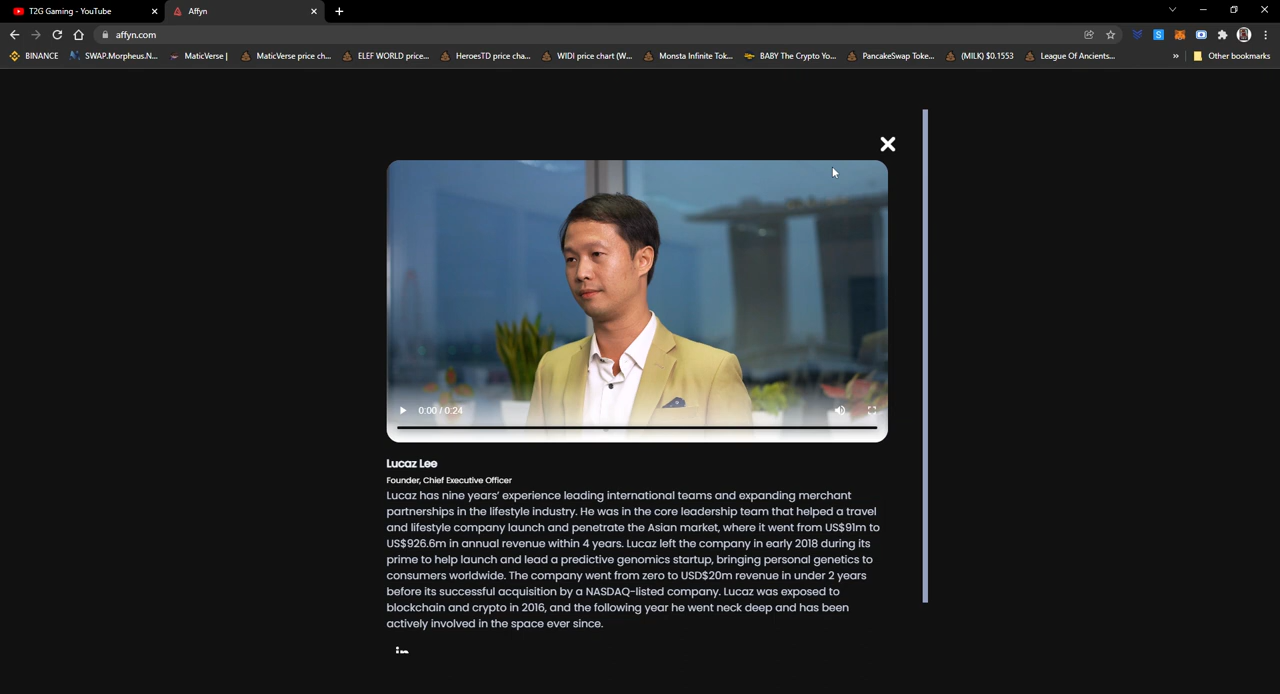 T2G Gaming - YouTube
Affyn
affyn.com
BINANCE
SWAP.Morpheus.N...
MaticVerse |
MaticVerse price ch...
ELEF WORLD price...
HeroesTD price cha...
WIDI price chart (W...
Monsta Infinite Tok...
BABY The Crypto Yo...
PancakeSwap Toke...
(MILK) $0.1553
League Of Ancients...
»
Other bookmarks
0:00 / 0:24
Lucaz Lee
Founder, Chief Executive Officer
Lucaz has nine years' experience leading international teams and expanding merchant
partnerships in the lifestyle industry. He was in the core leadership team that helped a travel
and lifestyle company launch and penetrate the Asian market, where it went from US$91m to
US$926.6m in annual revenue within 4 years. Lucaz left the company in early 2018 during its
prime to help launch and lead a predictive genomics startup, bringing personal genetics to
consumers worldwide. The company went from zero to USD$20m revenue in under 2 years
before its successful acquisition by a NASDAQ-listed company. Lucaz was exposed to
blockchain and crypto in 2016, and the following year he went neck deep and has been
actively involved in the space ever since.
in